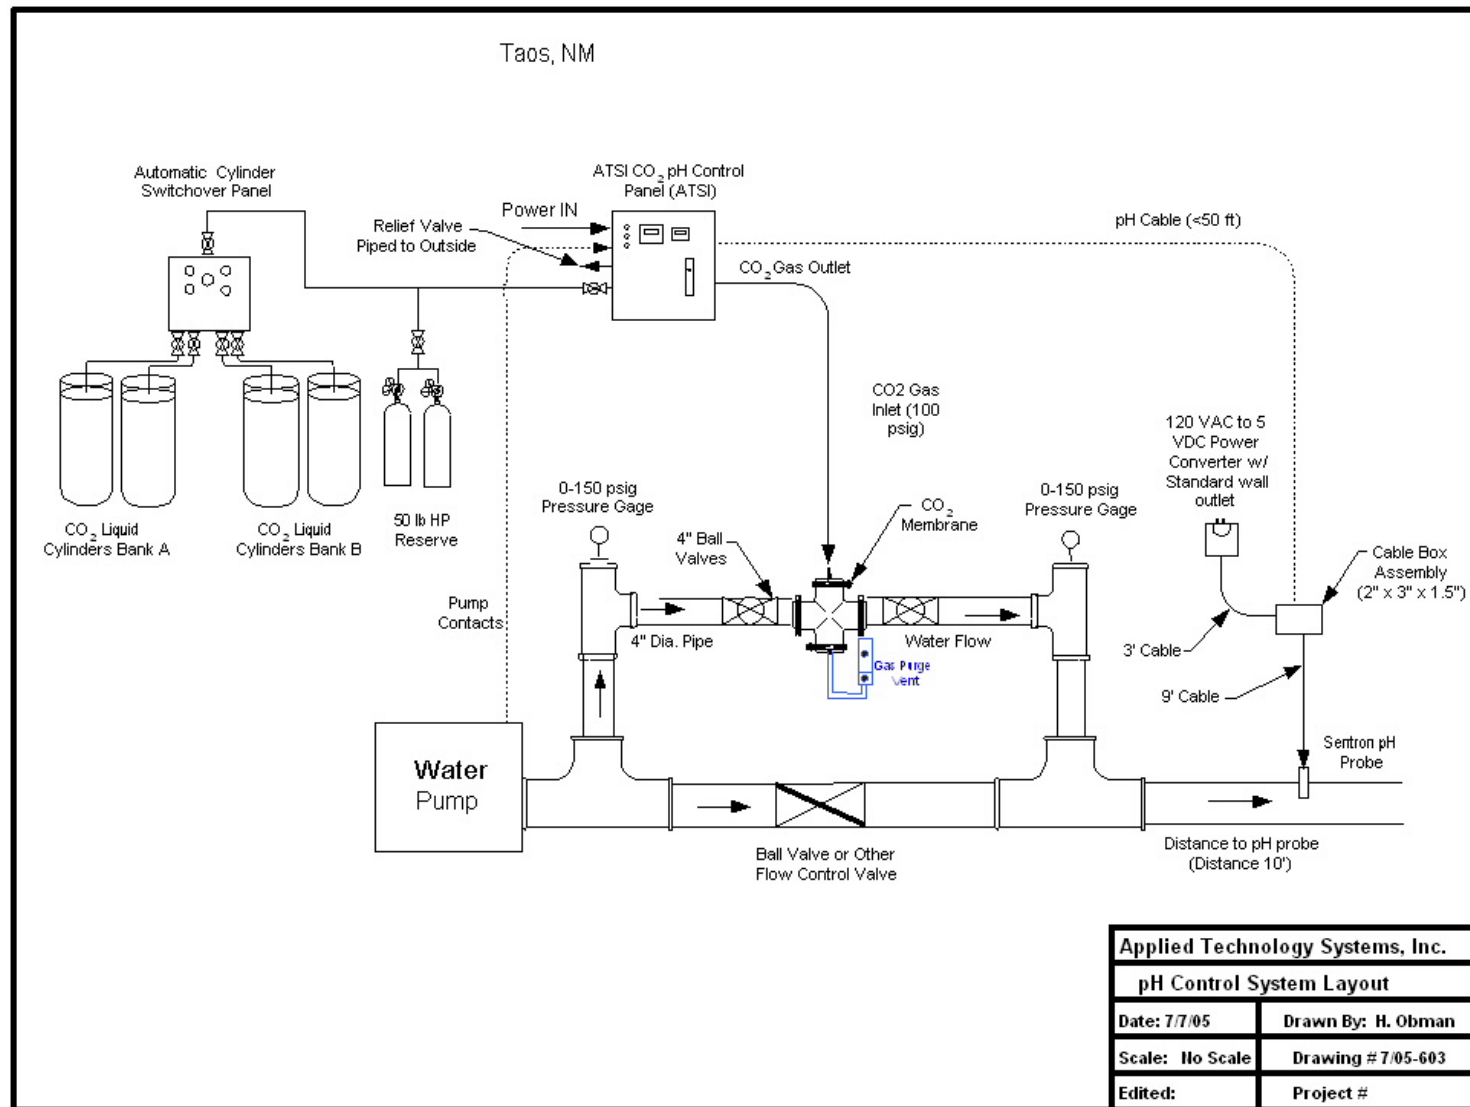 Taos, NM
Automatic Cylinder
Switchover Panel
ATSI CO2 pH Control
Panel (ATSI)
Power IN
Relief Valve
Piped to Outside
pH Cable (<50 ft)
CO2 Gas Outlet
CO2 Gas
Inlet (100
psig)
120 VAC to 5
VDC Power
Converter w/
Standard wall
outlet
0-150 psig
Pressure Gage
0-150 psig
Pressure Gage
CO2
Membrane
50 lb HP
Reserve
CO2 Liquid
Cylinders Bank A
CO2 Liquid
Cylinders Bank B
4" Ball
Valves
Cable Box
Assembly
(2" x 3" x 1.5")
Pump
Contacts
4" Dia. Pipe
Water Flow
3' Cable
Gas Purge
Vent
9' Cable
Sentron pH
Probe
Water
Pump
Ball Valve or Other
Flow Control Valve
Distance to pH probe
(Distance 10')
Applied Technology Systems, Inc.
pH Control System Layout
Date: 7/7/05
Drawn By: H. Obman
Scale: No Scale
Drawing # 7/05-603
Edited:
Project #